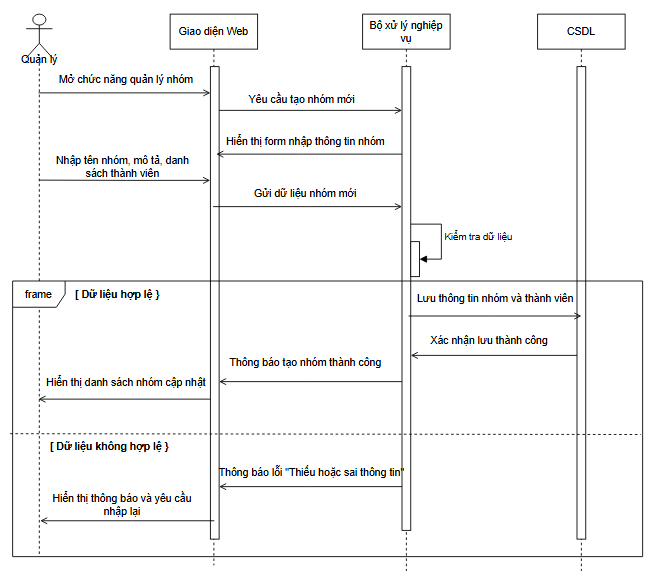 Quản lý
Giao diện Web
Bộ xử lý nghiệp
vụ
CSDL
Mở chức năng quản lý nhóm
Yêu cầu tạo nhóm mới
Hiển thị form nhập thông tin nhóm
Nhập tên nhóm, mô tả, danh
sách thành viên
Gửi dữ liệu nhóm mới
Kiểm tra dữ liệu
frame
[ Dữ liệu hợp lệ }
Lưu thông tin nhóm và thành viên
Xác nhận lưu thành công
Thông báo tạo nhóm thành công
Hiển thị danh sách nhóm cập nhật
[ Dữ liệu không hợp lệ }
Thông báo lỗi "Thiếu hoặc sai thông tin"
Hiển thị thông báo và yêu cầu
nhập lại